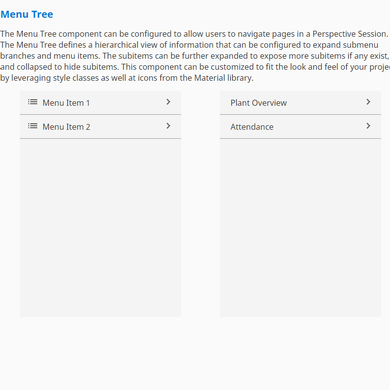 Menu Tree
The Menu Tree component can be configured to allow users to navigate pages in a Perspective Session.
The Menu Tree defines a hierarchical view of information that can be configured to expand submenu
branches and menu items. The subitems can be further expanded to expose more subitems if any exist,
and collapsed to hide subitems. This component can be customized to fit the look and feel of your
by leveraging style classes as well as icons from the Material library.
Menu Item 1
Plant Overview
Menu Item 2
Attendance